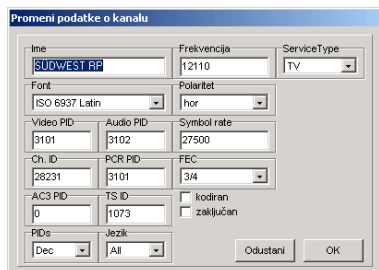 Promeni podatke o kanalu
Ime
Frekvencija
ServiceType
SÜDWEST RP
12110
TV
Font
Polaritet
ISO 6937 Latin
hor
Video PID
Audio PID
Symbol rate
3101
3102
27500
Ch. ID
PCR PID
FEC
28231
3101
3/4
AC3 PID
TS ID
kodiran
0
1073
zaključan
PIDs
Jezik
Dec
All
Odustani
OK